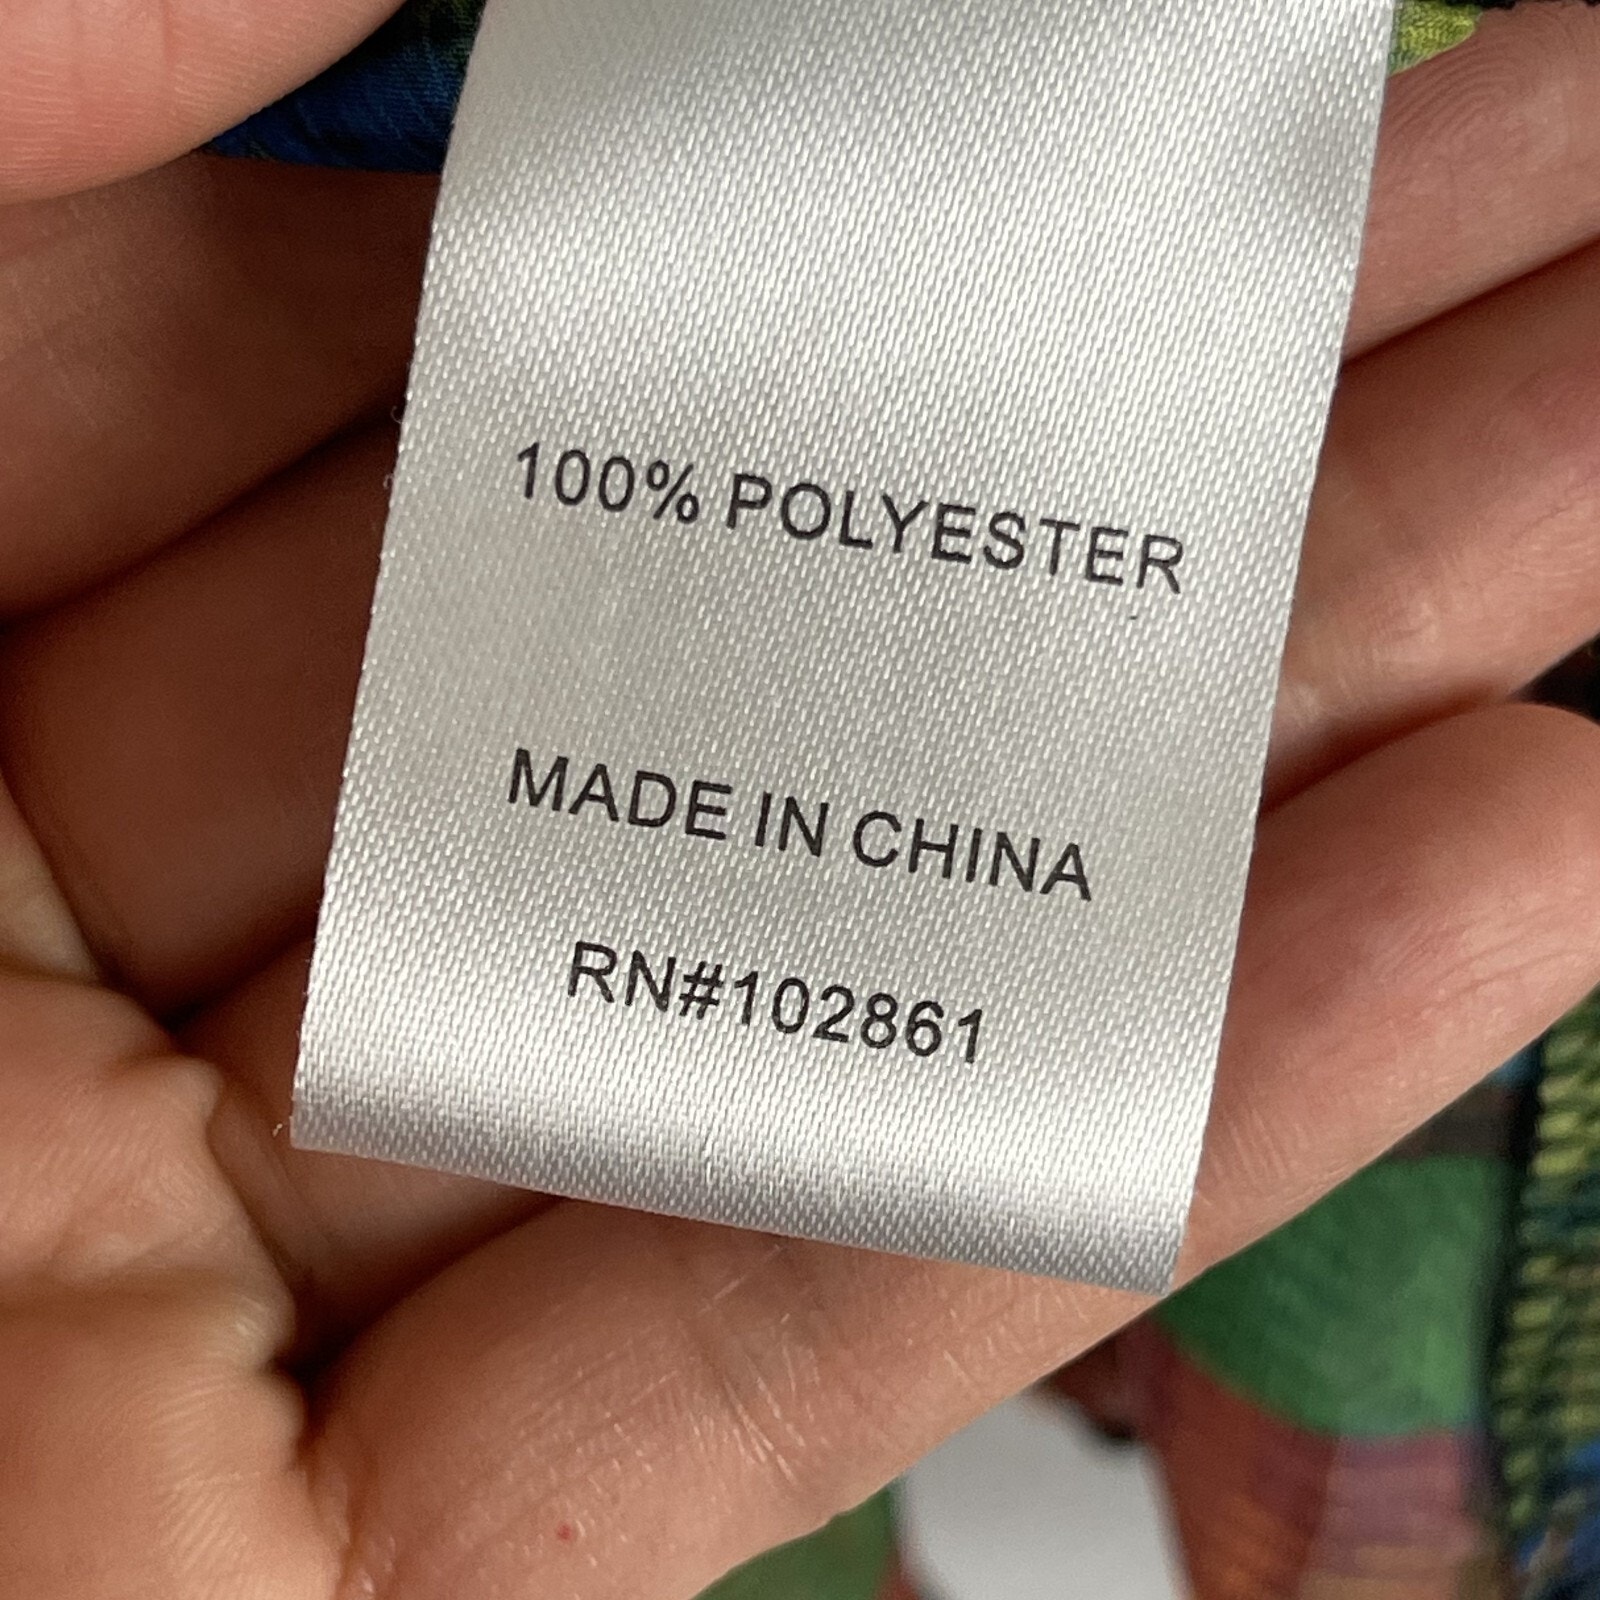 100% POLYESTER
MADE IN CHINA
RN#102861